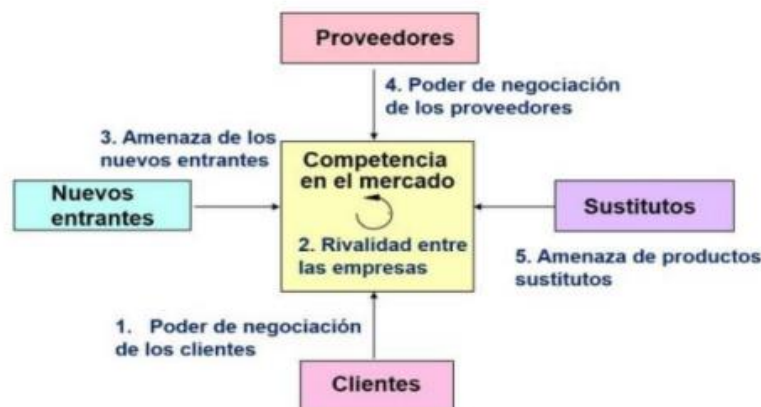 Proveedores
4. Poder de negociación
de los proveedores
3. Amenaza de los
nuevos entrantes
Competencia
en el mercado
Nuevos
entrantes
2. Rivalidad entre
las empresas
Sustitutos
5. Amenaza de productos
sustitutos
1. Poder de negociación
de los clientes
Clientes